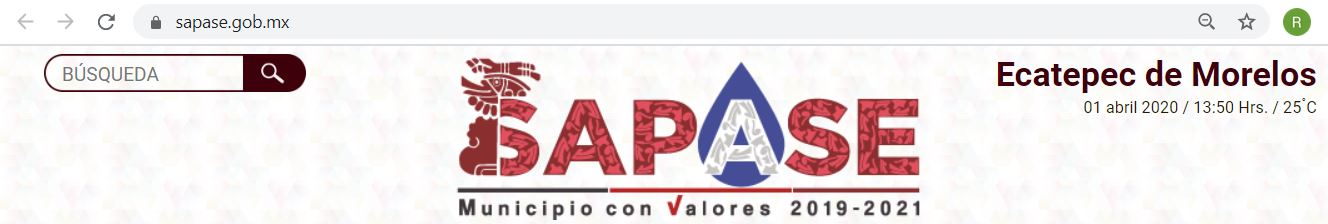 sapase.gob.mx
R
BÚSQUEDA
SAPASE
Municipio con Valores 2019-2021
Ecatepec de Morelos
01 abril 2020 / 13:50 Hrs. / 25°C